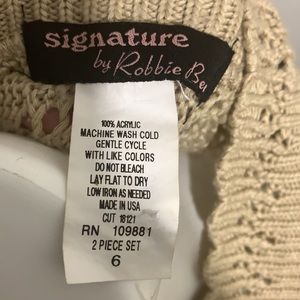 signature
by Robbie Be
100% ACRYLIC
MACHINE WASH COLD
GENTLE CYCLE
WITH LIKE COLORS
DO NOT BLEACH
LAY FLAT TO DRY
LOW IRON AS NEEDED
MADE IN USA
CUT 18121
RN 109881
2 PIECE SET
6